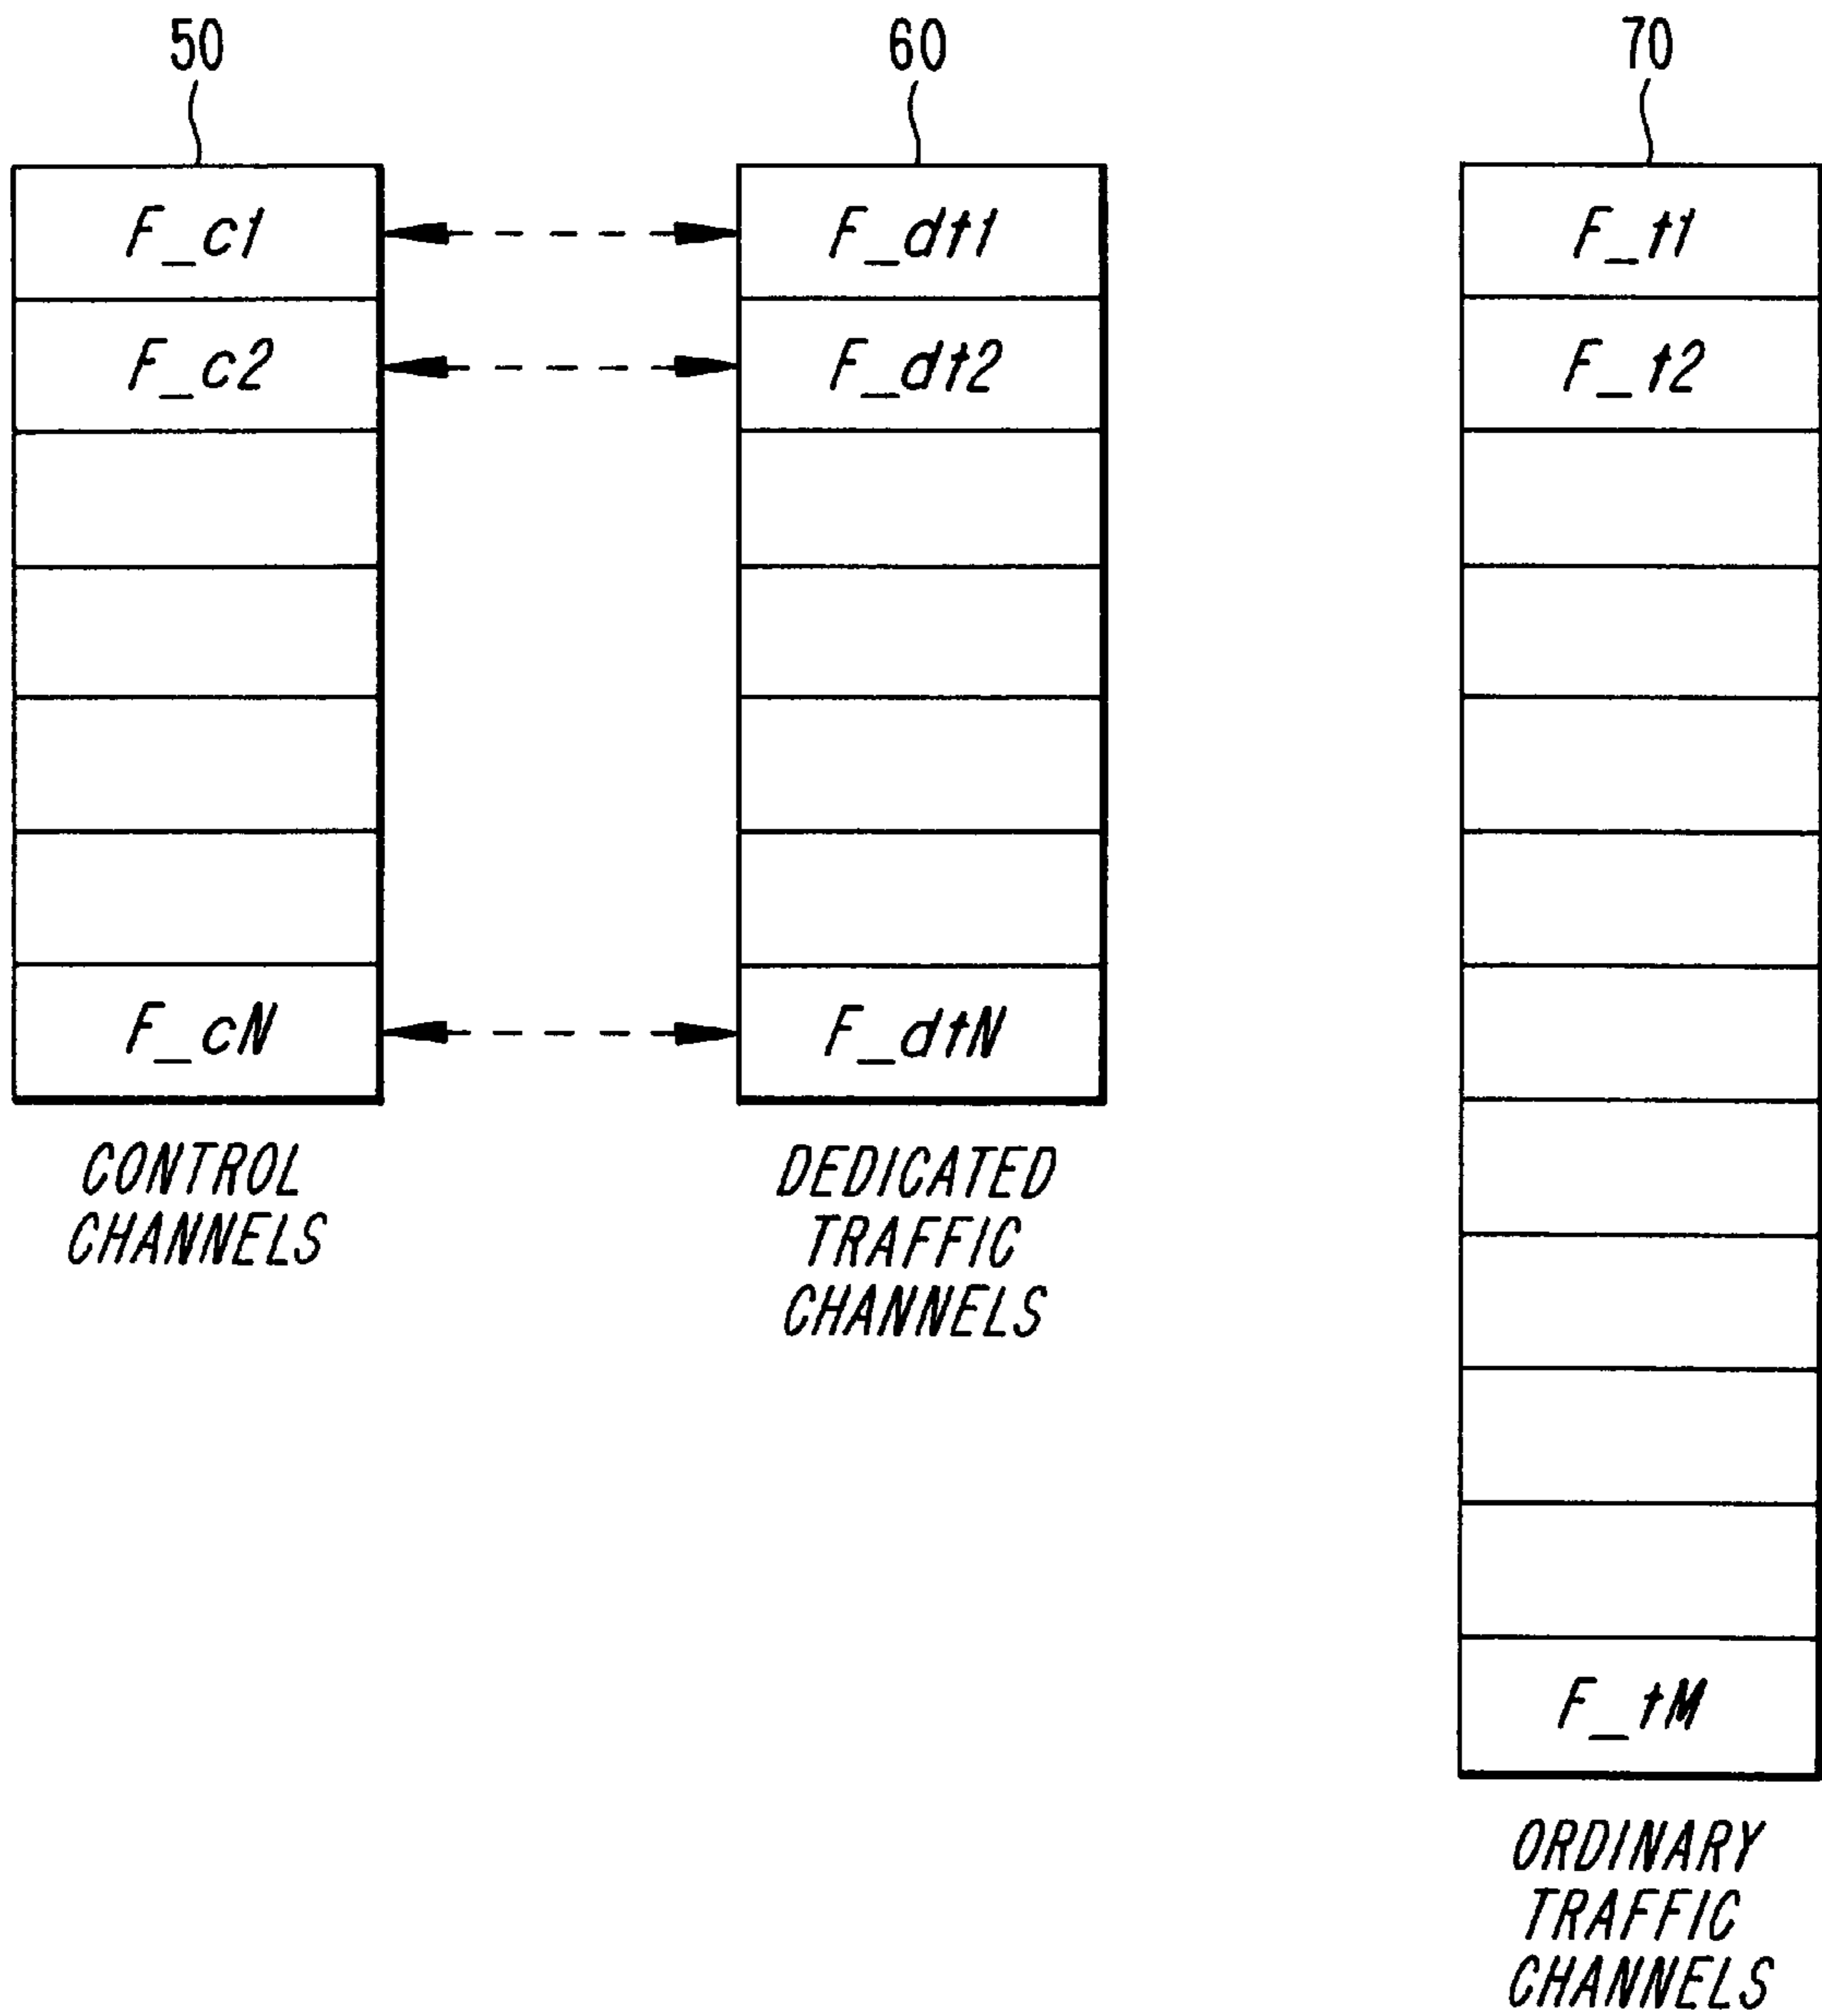 50
60
70
F_c1
F_dt1
F_t1
F_c2
F_dt2
F_t2
F_cN
F_dtN
CONTROL
CHANNELS
DEDICATED
TRAFFIC
CHANNELS
F_tM
ORDINARY
TRAFFIC
CHANNELS